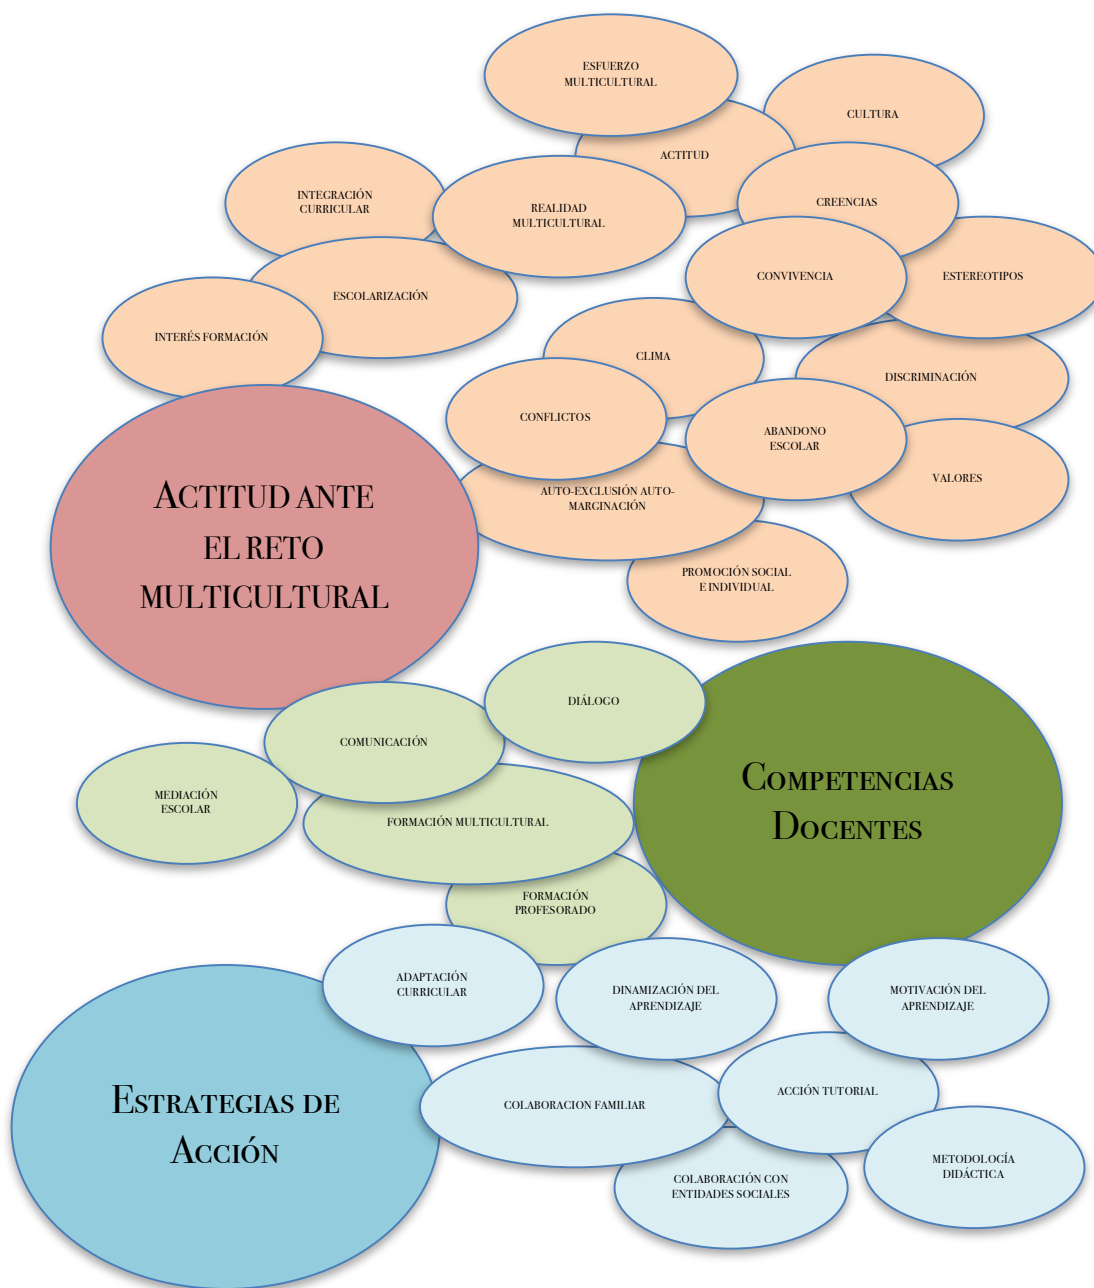 ESFUERZO
MULTICULTURAL
CULTURA
ACTITUD
INTEGRACIÓN
CURRICULAR
REALIDAD
MULTICULTURAL
CREENCIAS
CONVIVENCIA
ESTEREOTIPOS
ESCOLARIZACIÓN
INTERÉS FORMACIÓN
CLIMA
DISCRIMINACIÓN
CONFLICTOS
ABANDONO
ESCOLAR
VALORES
AUTO-EXCLUSIÓN AUTO-
MARGINACIÓN
ACTITUD ANTE
EL RETO
MULTICULTURAL
PROMOCIÓN SOCIAL
E INDIVIDUAL
DIÁLOGO
COMUNICACIÓN
MEDIACIÓN
ESCOLAR
FORMACIÓN MULTICULTURAL
COMPETENCIAS
DOCENTES
FORMACIÓN
PROFESORADO
ADAPTACIÓN
CURRICULAR
DINAMIZACIÓN DEL
APRENDIZAJE
MOTIVACIÓN DEL
APRENDIZAJE
ESTRATEGIAS DE
ACCIÓN
COLABORACION FAMILIAR
ACCIÓN TUTORIAL
METODOLOGÍA
DIDÁCTICA
COLABORACIÓN CON
ENTIDADES SOCIALES